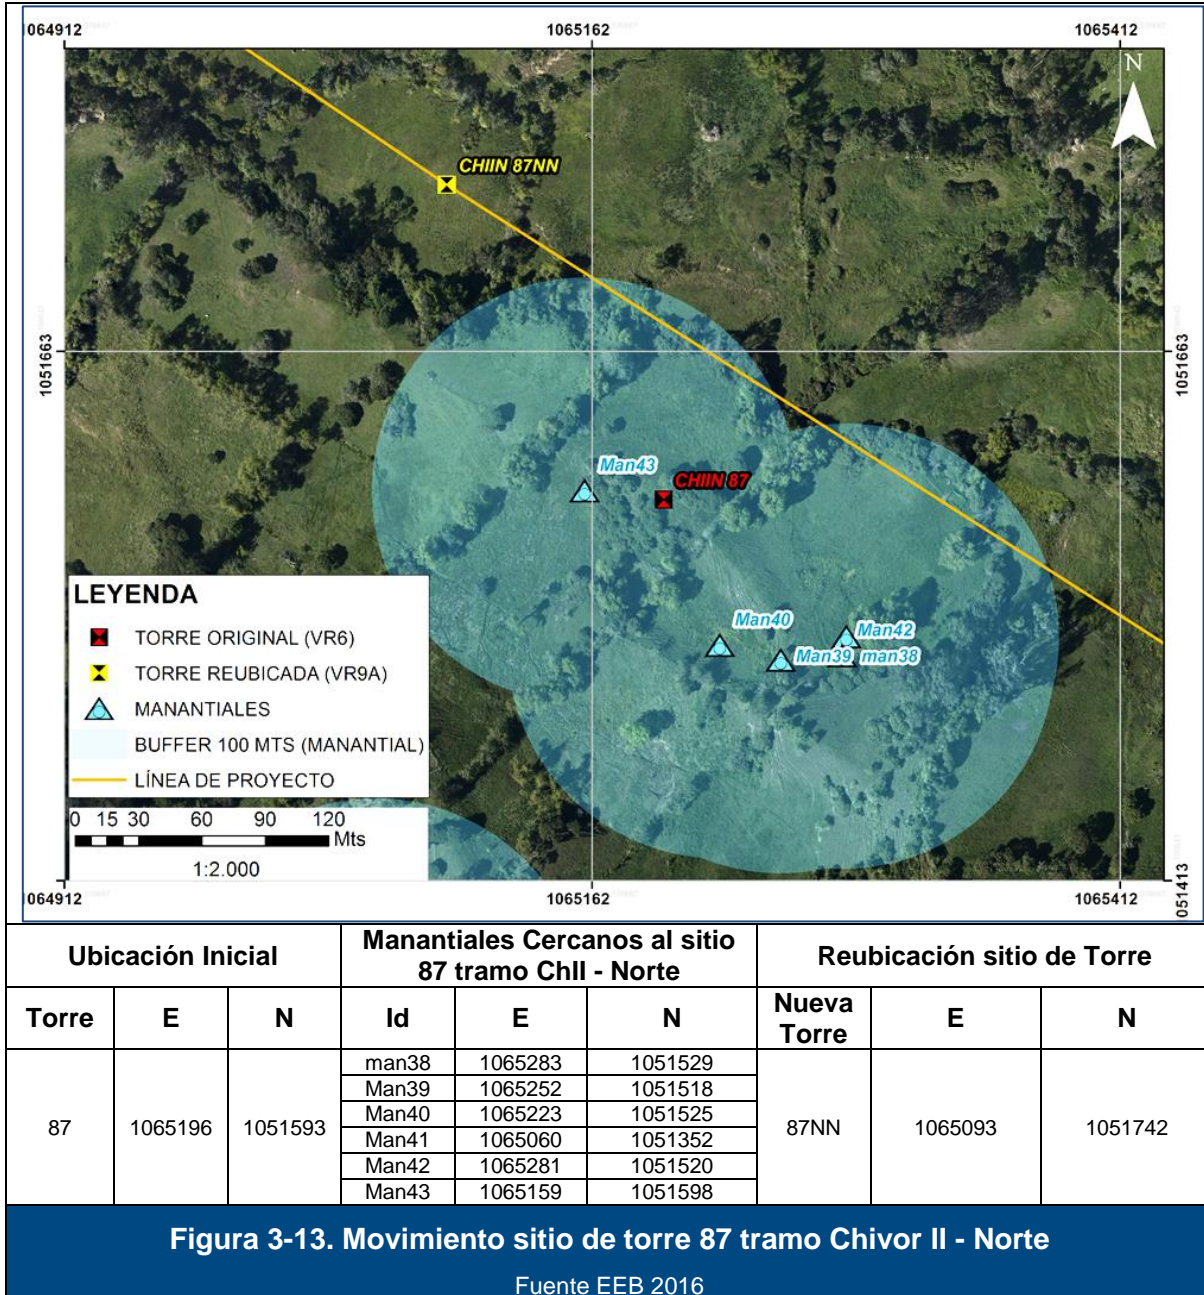 1064912 1065162 1065412
N
CHIIN 87NN
1051663 1051663
Man43
CHIIN 87
Man40
Man42
Man39 man38
LEYENDA
TORRE ORIGINAL (VR6)
TORRE REUBICADA (VR9A)
MANANTIALES
BUFFER 100 MTS (MANANTIAL)
LÍNEA DE PROYECTO
0 15 30 60 90 120
Mts
1:2.000
051413
1064912 1065162 1065412
Ubicación Inicial
Manantiales Cercanos al sitio
87 tramo ChII - Norte
Reubicación sitio de Torre
Torre E N Id E N Nueva Torre E N
man38 1065283 1051529
Man39 1065252 1051518
Man40 1065223 1051525
87 1065196 1051593 87NN 1065093 1051742
Man41 1065060 1051352
Man42 1065281 1051520
Man43 1065159 1051598
Figura 3-13. Movimiento sitio de torre 87 tramo Chivor II - Norte
Fuente EEB 2016